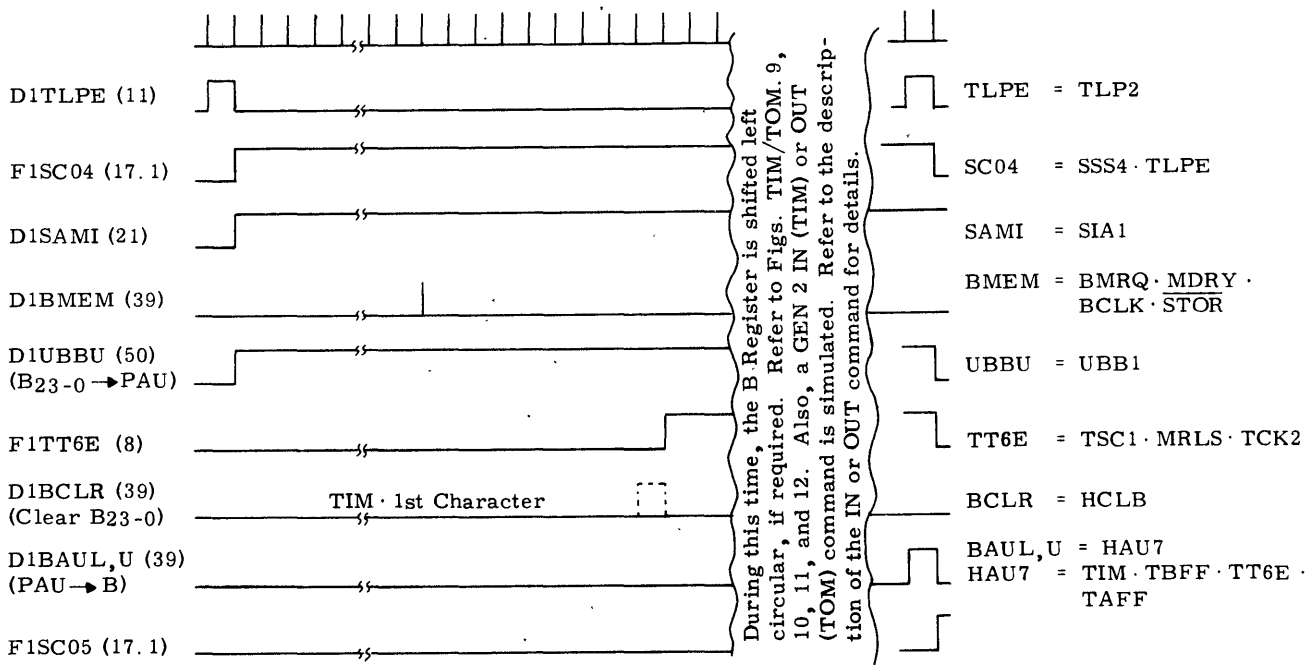 D1TLPE (11)
F1SC04 (17.1)
D1SAMI (21)
D1BMEM (39)
D1UBBU (50)
(B23-0→PAU)
F1TT6E (8)
D1BCLR (39)
(Clear B23-0)
TIM · 1st Character
D1BAUL,U (39)
(PAU→B)
F1SC05 (17.1)
During this time, the B Register is shifted left
circular, if required. Refer to Figs. TIM/TOM. 9,
10, 11, and 12. Also, a GEN 2 IN (TIM) or OUT
(TOM) command is simulated. Refer to the descrip-
tion of the IN or OUT command for details.
TLPE = TLP2
SC04 = SSS4 · TLPE
SAMI = SIA1
BMEM = BMRQ · MDRY ·
BCLK · S̅T̅O̅R̅
UBBU = UBB1
TT6E = TSC1 · MRLS · TCK2
BCLR = HCLB
BAUL,U = HAU7
HAU7 = TIM · TBFF · TT6E ·
TAFF